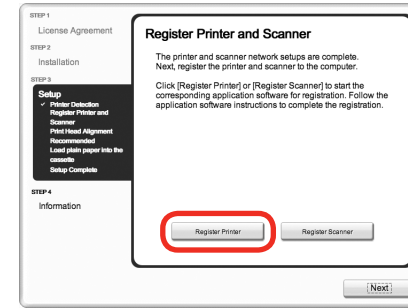 STEP 1
License Agreement
STEP 2
Installation
STEP 3
Setup
✓ Printer Detection
Register Printer and
Scanner
Print Head Alignment
Recommended
Load plain paper into the
cassette
Setup Complete
STEP 4
Information
Register Printer and Scanner
The printer and scanner network setups are complete.
Next, register the printer and scanner to the computer.
Click [Register Printer] or [Register Scanner] to start the
corresponding application software for registration. Follow the
application software instructions to complete the registration.
Register Printer
Register Scanner
Next